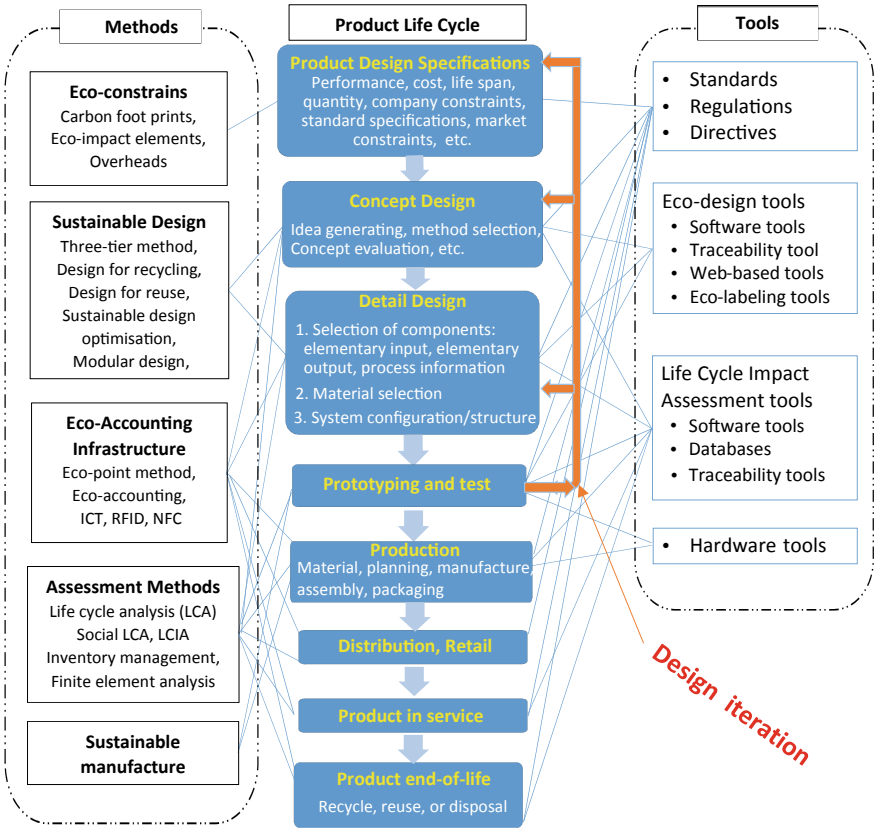 Methods
Eco-constrains
Carbon foot prints,
Eco-impact elements,
Overheads
Sustainable Design
Three-tier method,
Design for recycling,
Design for reuse,
Sustainable design
optimisation,
Modular design,
Eco-Accounting
Infrastructure
Eco-point method,
Eco-accounting,
ICT, RFID, NFC
Assessment Methods
Life cycle analysis (LCA)
Social LCA, LCIA
Inventory management,
Finite element analysis
Sustainable
manufacture
Product Life Cycle
Product Design Specifications
Performance, cost, life span,
quantity, company constraints,
standard specifications, market
constraints, etc.
Concept Design
Idea generating, method selection,
Concept evaluation, etc.
Detail Design
1. Selection of components:
elementary input, elementary
output, process information
2. Material selection
3. System configuration/structure
Prototyping and test
Production
Material, planning, manufacture,
assembly, packaging
Distribution, Retail
Product in service
Product end-of-life
Recycle, reuse, or disposal
Tools
• Standards
• Regulations
• Directives
Eco-design tools
• Software tools
• Traceability tool
• Web-based tools
• Eco-labeling tools
Life Cycle Impact
Assessment tools
• Software tools
• Databases
• Traceability tools
• Hardware tools
Design iteration